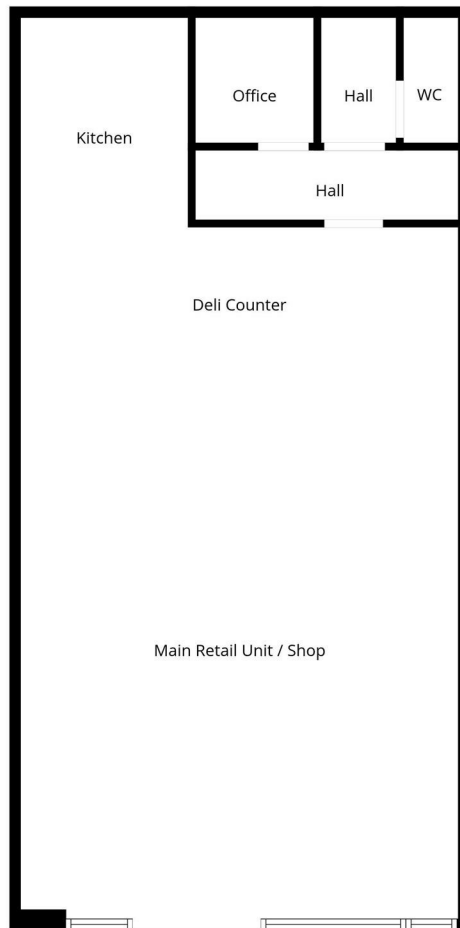 Office
Hall
WC
Kitchen
Hall
Deli Counter
Main Retail Unit / Shop